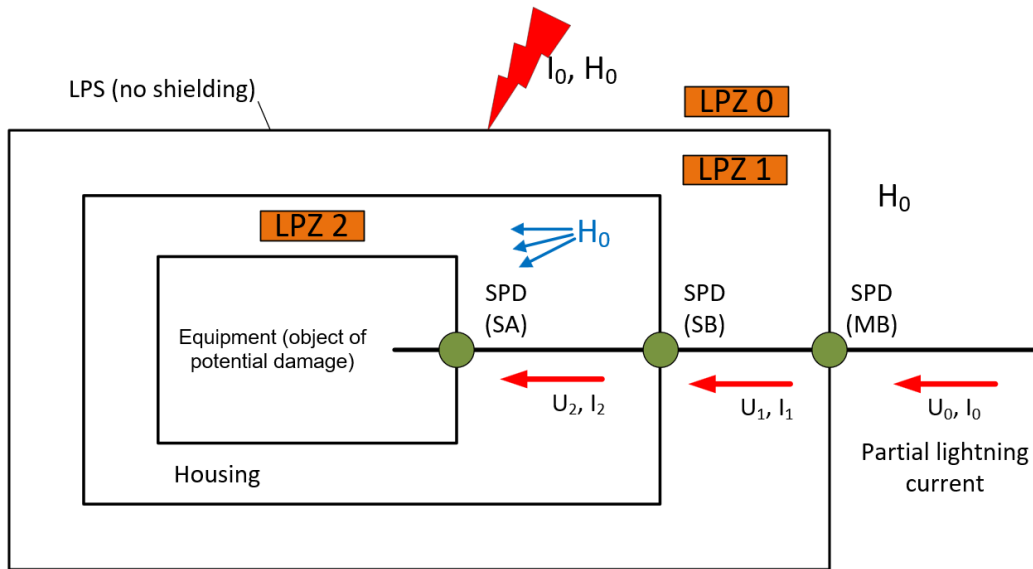 I₀, H₀
LPS (no shielding)
LPZ 0
LPZ 1
H₀
LPZ 2
H₀
SPD
(SA)
SPD
(SB)
SPD
(MB)
Equipment (object of
potential damage)
U₂, I₂
U₁, I₁
U₀, I₀
Partial lightning
current
Housing